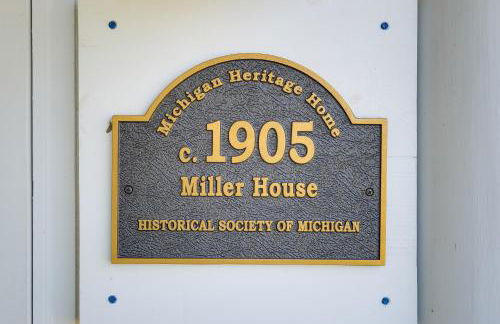 Michigan Heritage Home
c. 1905
Miller House
HISTORICAL SOCIETY OF MICHIGAN